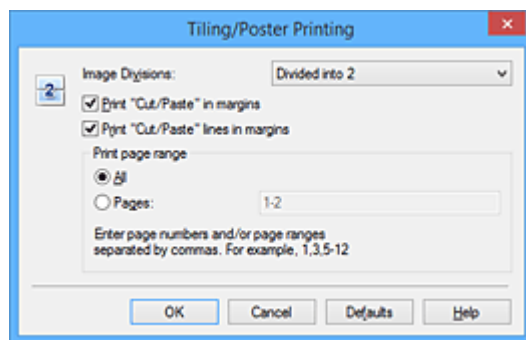 Tiling/Poster Printing
Image Divisions: Divided into 2
2
Print "Cut/Paste" in margins
Print "Cut/Paste" lines in margins
Print page range
All
Pages: 1-2
Enter page numbers and/or page ranges
separated by commas. For example, 1,3,5-12
OK Cancel Defaults Help